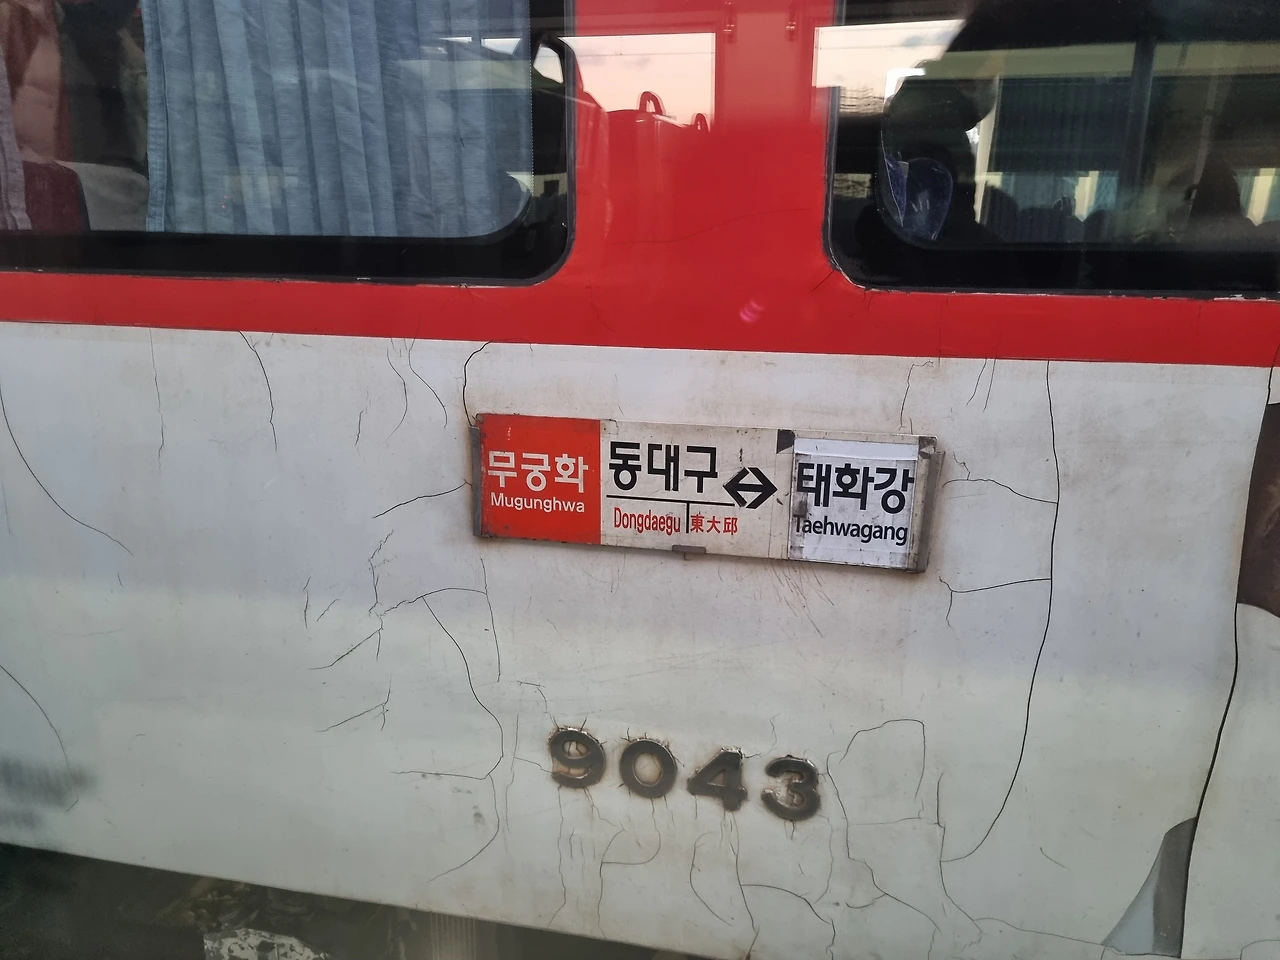 무궁화
Mugunghwa
동대구
Dongdaegu 東大邱
태화강
Taehwagang
9043